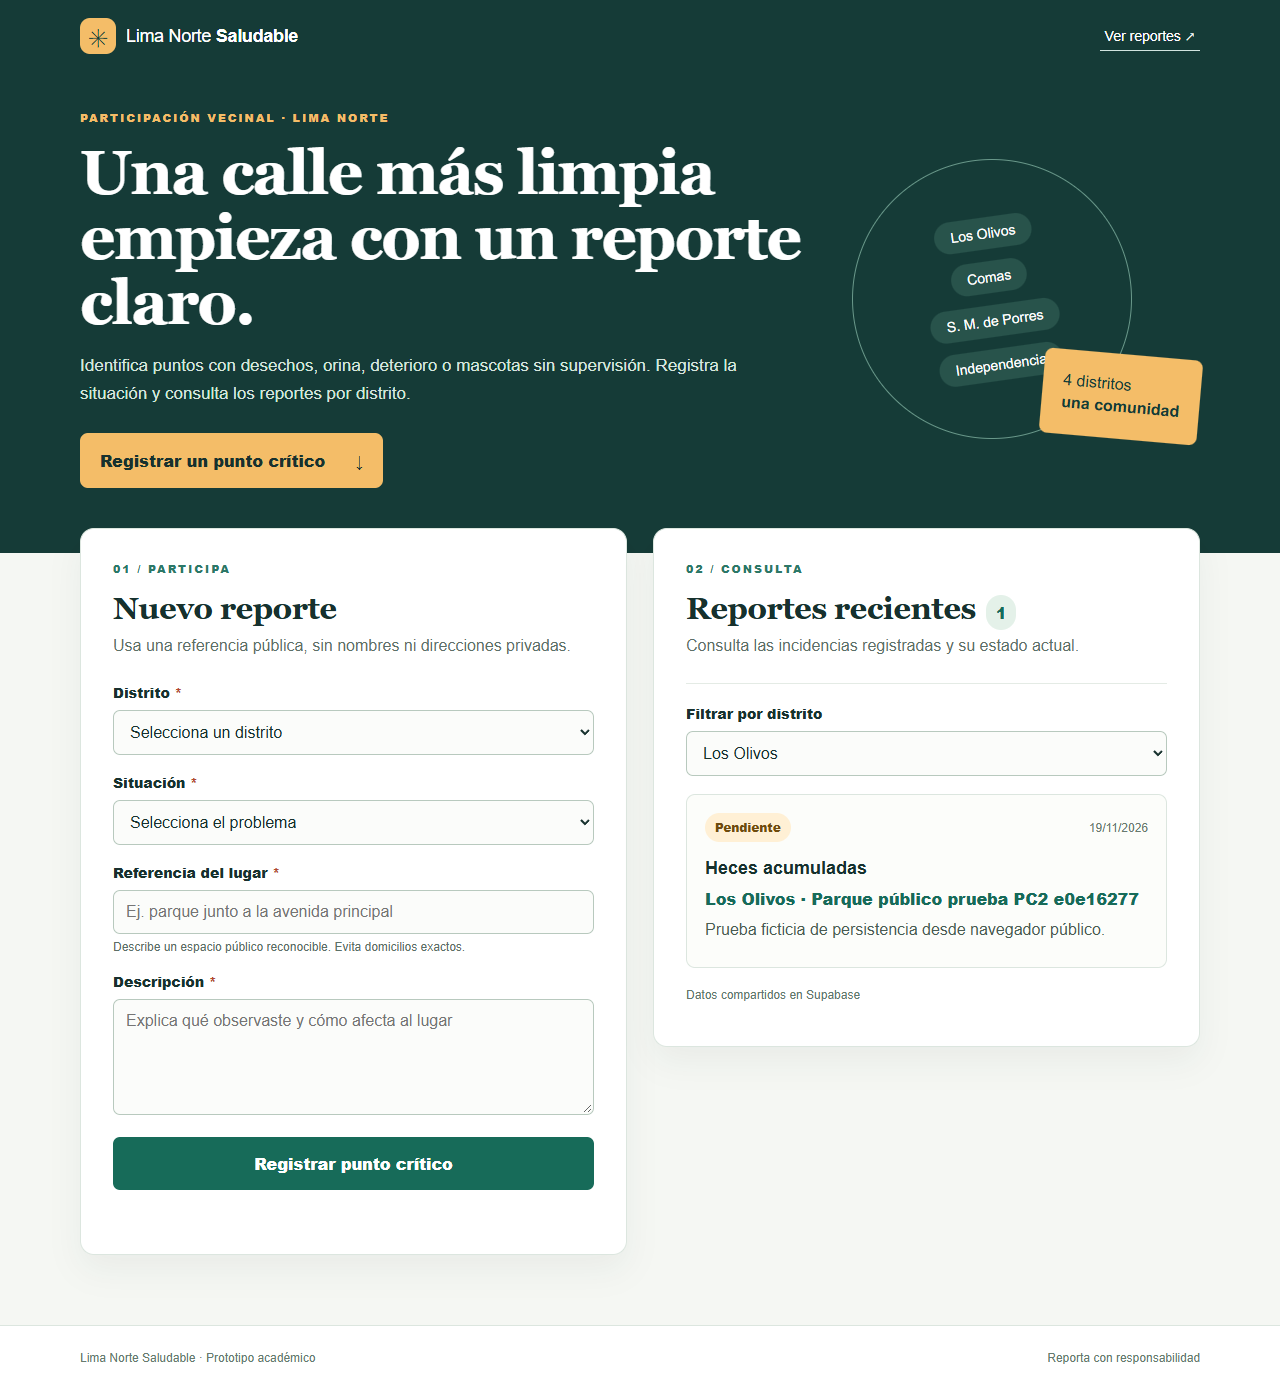 Lima Norte Saludable
Ver reportes ↗
PARTICIPACIÓN VECINAL · LIMA NORTE
Una calle más limpia
empieza con un reporte
claro.
Identifica puntos con desechos, orina, deterioro o mascotas sin supervisión. Registra la
situación y consulta los reportes por distrito.
Registrar un punto crítico ↓
Los Olivos
Comas
S. M. de Porres
Independencia
4 distritos
una comunidad
01 / PARTICIPA
Nuevo reporte
Usa una referencia pública, sin nombres ni direcciones privadas.
Distrito *
Selecciona un distrito
Situación *
Selecciona el problema
Referencia del lugar *
Ej. parque junto a la avenida principal
Describe un espacio público reconocible. Evita domicilios exactos.
Descripción *
Explica qué observaste y cómo afecta al lugar
Registrar punto crítico
02 / CONSULTA
Reportes recientes 1
Consulta las incidencias registradas y su estado actual.
Filtrar por distrito
Los Olivos
Pendiente
19/11/2026
Heces acumuladas
Los Olivos · Parque público prueba PC2 e0e16277
Prueba ficticia de persistencia desde navegador público.
Datos compartidos en Supabase
Lima Norte Saludable · Prototipo académico
Reporta con responsabilidad